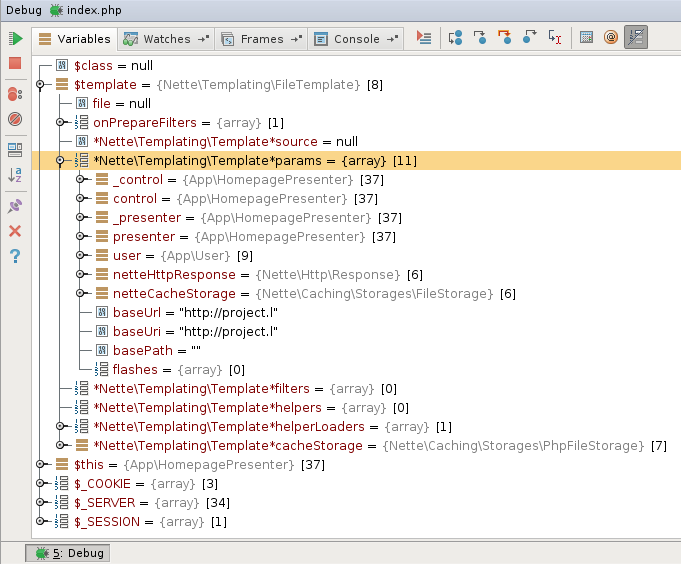 Debug index.php
Variables Watches →* Frames →* Console →*
$class = null
$template = {Nette\Templating\FileTemplate} [8]
file = null
onPrepareFilters = {array} [1]
*Nette\Templating\Template*source = null
*Nette\Templating\Template*params = {array} [11]
_control = {App\HomepagePresenter} [37]
control = {App\HomepagePresenter} [37]
_presenter = {App\HomepagePresenter} [37]
presenter = {App\HomepagePresenter} [37]
user = {App\User} [9]
netteHttpResponse = {Nette\Http\Response} [6]
netteCacheStorage = {Nette\Caching\Storages\FileStorage} [6]
baseUrl = "http://project.l"
baseUri = "http://project.l"
basePath = ""
flashes = {array} [0]
*Nette\Templating\Template*filters = {array} [0]
*Nette\Templating\Template*helpers = {array} [0]
*Nette\Templating\Template*helperLoaders = {array} [1]
*Nette\Templating\Template*cacheStorage = {Nette\Caching\Storages\PhpFileStorage} [7]
$this = {App\HomepagePresenter} [37]
$_COOKIE = {array} [3]
$_SERVER = {array} [34]
$_SESSION = {array} [1]
5: Debug